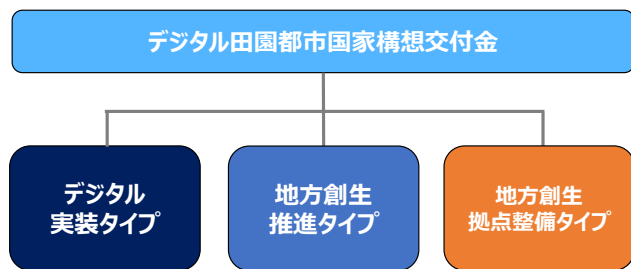 デジタル田園都市国家構想交付金
デジタル
実装タイプ
地方創生
推進タイプ
地方創生
拠点整備タイプ